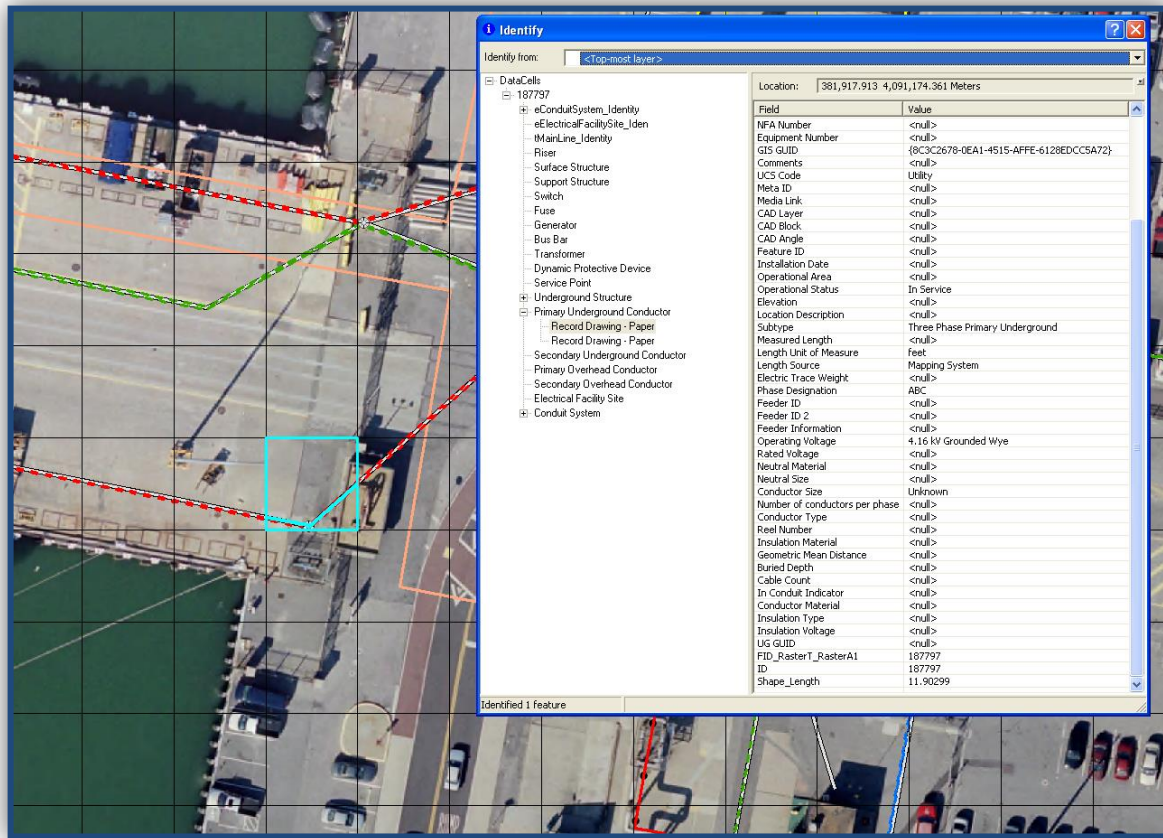 Identify
Identify from: <Top-most layer>
DataCells
187797
eConduitSystem_Identity
eElectricalFacilitySite_Iden
tMainLine_Identity
Riser
Surface Structure
Support Structure
Switch
Fuse
Generator
Bus Bar
Transformer
Dynamic Protective Device
Service Point
Underground Structure
Primary Underground Conductor
Record Drawing - Paper
Record Drawing - Paper
Secondary Underground Conductor
Primary Overhead Conductor
Secondary Overhead Conductor
Electrical Facility Site
Conduit System
Location: 381,917.913 4,091,174.361 Meters
Field Value
NFA Number <null>
Equipment Number <null>
GIS GUID {8C3C2678-0EA1-4515-AFFE-6128EDCC5A72}
Comments <null>
UCS Code Utility
Meta ID <null>
Media Link <null>
CAD Layer <null>
CAD Block <null>
CAD Angle <null>
Feature ID <null>
Installation Date <null>
Operational Area <null>
Operational Status In Service
Elevation <null>
Location Description <null>
Subtype Three Phase Primary Underground
Measured Length <null>
Length Unit of Measure feet
Length Source Mapping System
Electric Trace Weight <null>
Phase Designation ABC
Feeder ID <null>
Feeder ID 2 <null>
Feeder Information <null>
Operating Voltage 4.16 kV Grounded Wye
Rated Voltage <null>
Neutral Material <null>
Neutral Size <null>
Conductor Size Unknown
Number of conductors per phase <null>
Conductor Type <null>
Reel Number <null>
Insulation Material <null>
Geometric Mean Distance <null>
Buried Depth <null>
Cable Count <null>
In Conduit Indicator <null>
Conductor Material <null>
Insulation Type <null>
Insulation Voltage <null>
UG GUID <null>
FID_RasterT_RasterA1 187797
ID 187797
Shape_Length 11.90299
Identified 1 feature